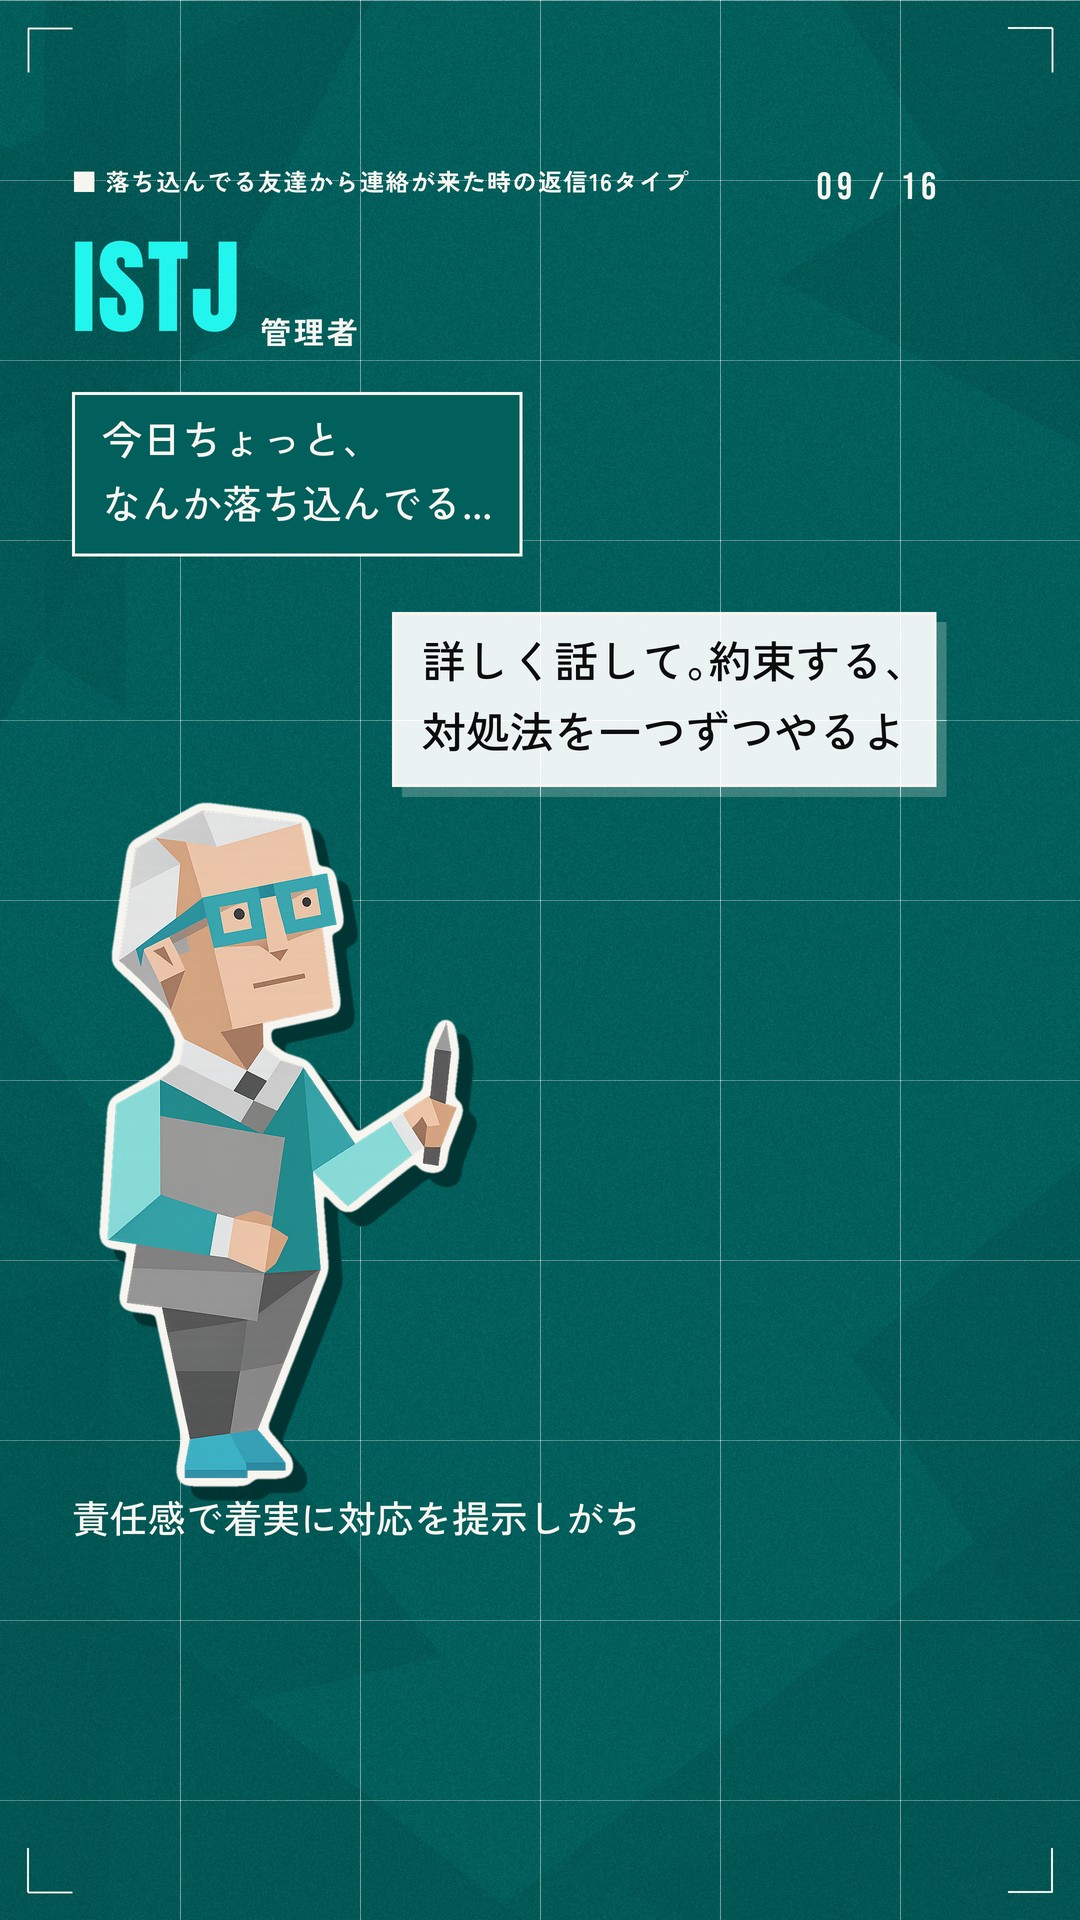 ■ 落ち込んでる友達から連絡が来た時の返信16タイプ
09 / 16
ISTJ
管理者
今日ちょっと、
なんか落ち込んでる...
詳しく話して。約束する、
対処法を一つずつやるよ
責任感で着実に対応を提示しがち